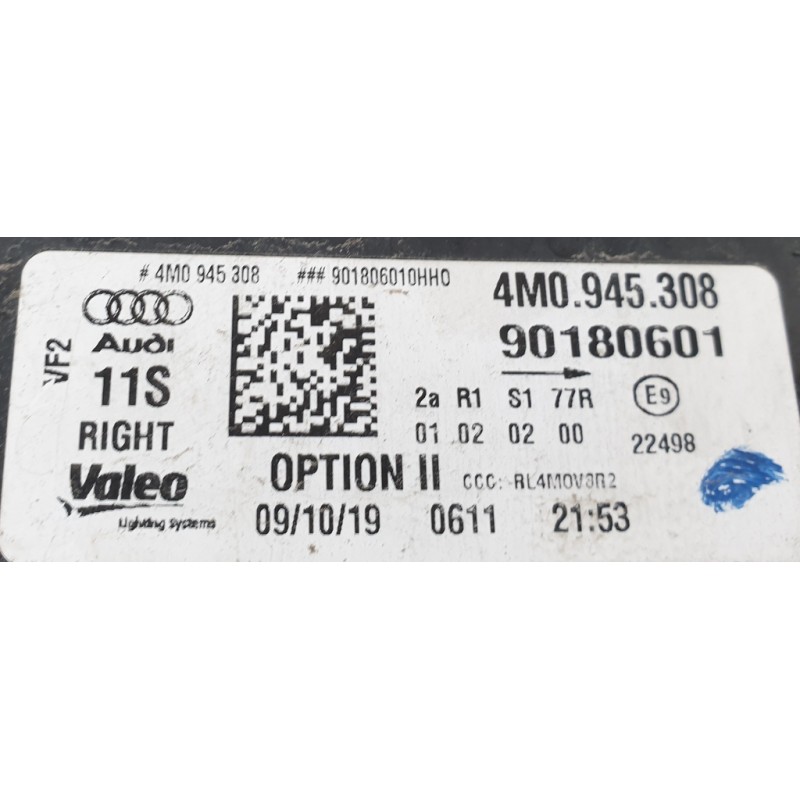 # 4M0 945 308 ### 901806010HH0
4M0.945.308
VF2
Audi
90180601
11S
2a R1 S1 77R E9
RIGHT
01 02 02 00 22498
Valeo
OPTION II CCC: RL4M0V8R2
Lighting Systems
09/10/19 0611 21:53